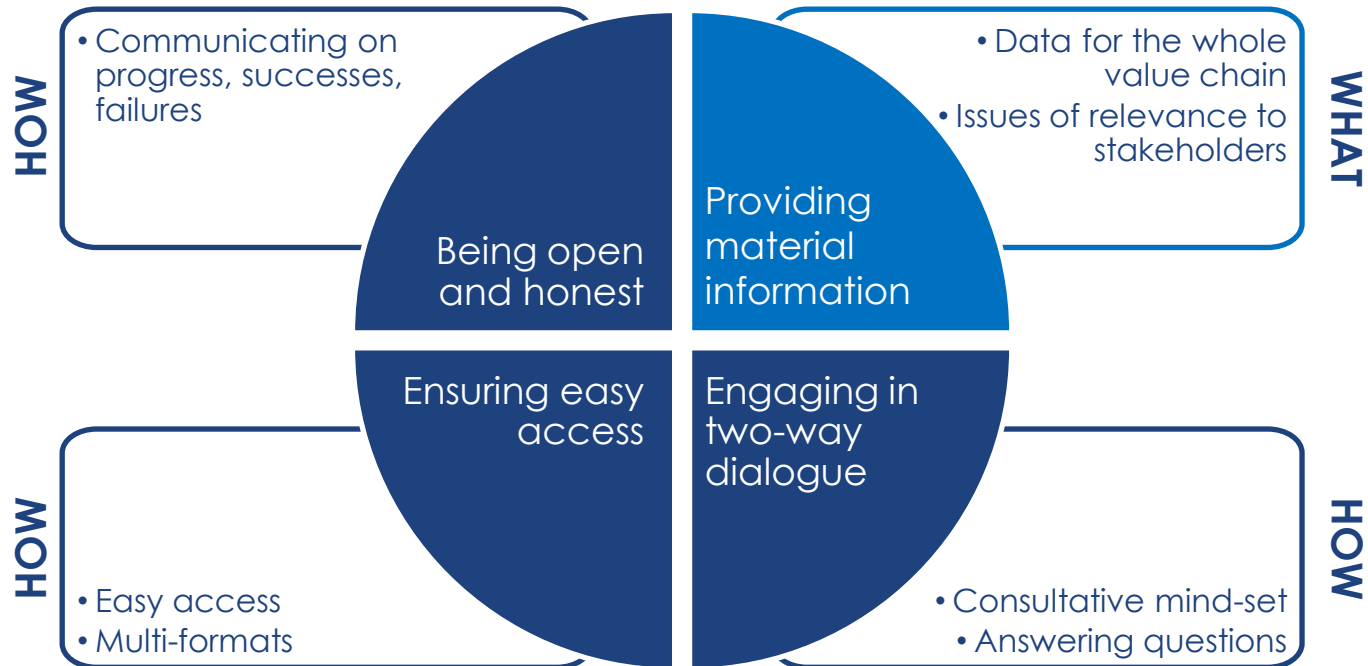 HOW
• Communicating on
progress, successes,
failures
Being open
and honest
• Data for the whole
value chain
• Issues of relevance to
stakeholders
WHAT
Providing
material
information
HOW
Ensuring easy
access
• Easy access
• Multi-formats
Engaging in
two-way
dialogue
• Consultative mind-set
• Answering questions
HOW